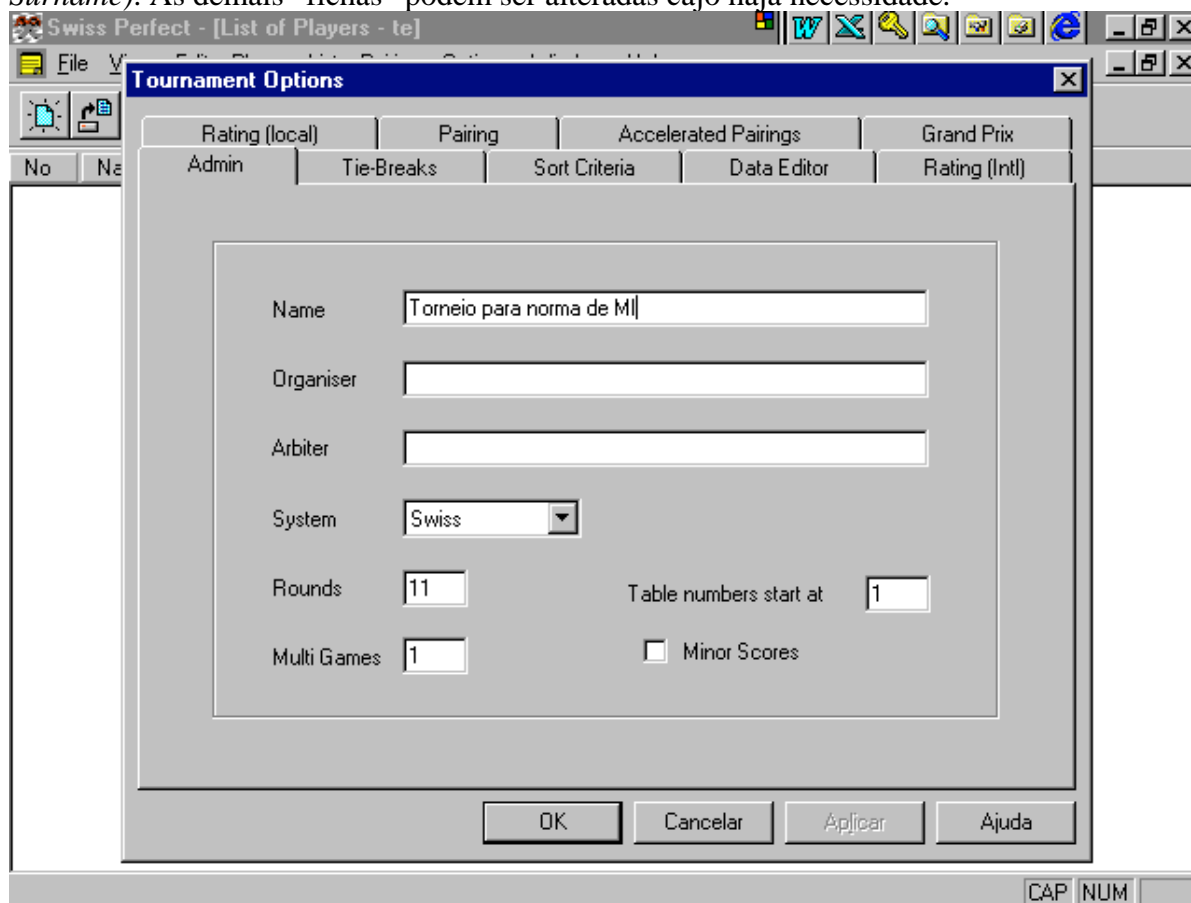 Surname). As demais "fichas" podem ser alteradas cajo haja necessidade.
Swiss Perfect - [List of Players - te]
File
Tournament Options
Rating (local) Pairing Accelerated Pairings Grand Prix
Admin Tie-Breaks Sort Criteria Data Editor Rating (Intl)
No Na
Name Torneio para norma de MI
Organiser
Arbiter
System Swiss
Rounds 11 Table numbers start at 1
Multi Games 1 Minor Scores
OK Cancelar Aplicar Ajuda
CAP NUM